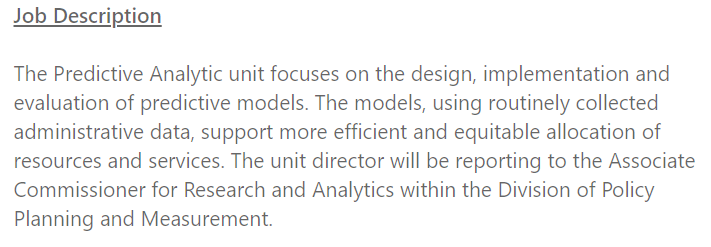 Job Description
The Predictive Analytic unit focuses on the design, implementation and
evaluation of predictive models. The models, using routinely collected
administrative data, support more efficient and equitable allocation of
resources and services. The unit director will be reporting to the Associate
Commissioner for Research and Analytics within the Division of Policy
Planning and Measurement.